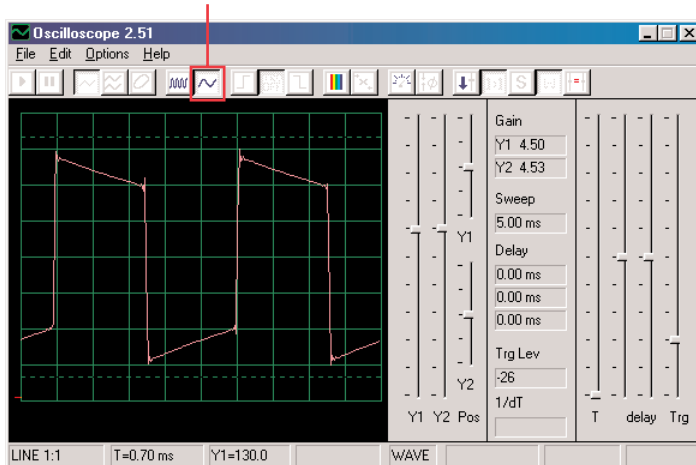 Oscilloscope 2.51
File Edit Options Help
Gain
Y1 4.50
Y2 4.53
Sweep
5.00 ms
Y1
Delay
0.00 ms
0.00 ms
0.00 ms
Trg Lev
-26
Y2
1/dT
Y1 Y2 Pos
T delay Trg
LINE 1:1 T=0.70 ms Y1=130.0 WAVE